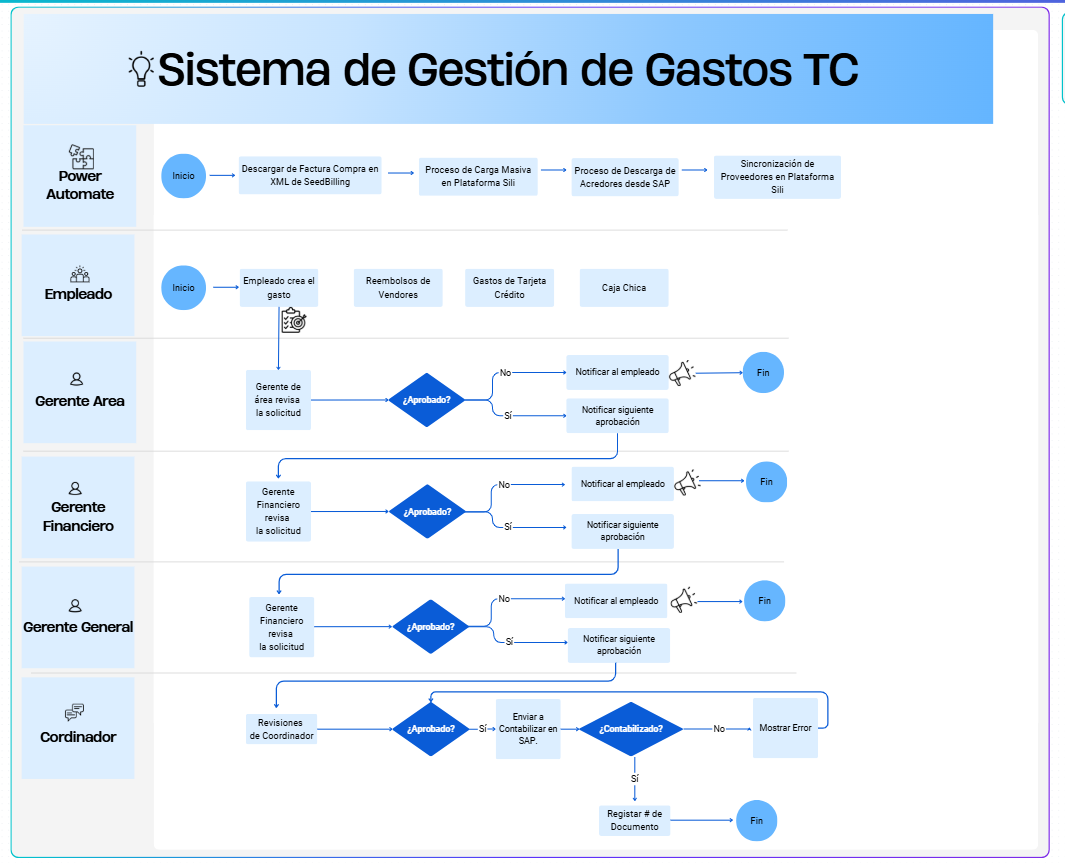 Sistema de Gestión de Gastos TC
Power
Automate
Inicio
Descargar de Factura Compra en
XML de SeedBilling
Proceso de Carga Masiva
en Plataforma Sili
Proceso de Descarga de
Acredores desde SAP
Sincronización de
Proveedores en Plataforma
Sili
Empleado
Inicio
Empleado crea el
gasto
Reembolsos de
Vendores
Gastos de Tarjeta
Crédito
Caja Chica
Gerente Area
Gerente de
área revisa
la solicitud
¿Aprobado?
No
Notificar al empleado
Fin
Sí
Notificar siguiente
aprobación
Gerente
Financiero
Gerente
Financiero
revisa
la solicitud
¿Aprobado?
No
Notificar al empleado
Fin
Sí
Notificar siguiente
aprobación
Gerente General
Gerente
Financiero
revisa
la solicitud
¿Aprobado?
No
Notificar al empleado
Fin
Sí
Notificar siguiente
aprobación
Cordinador
Revisiones
de Coordinador
¿Aprobado?
Sí
Enviar a
Contabilizar en
SAP.
¿Contabilizado?
No
Mostrar Error
Sí
Registar # de
Documento
Fin